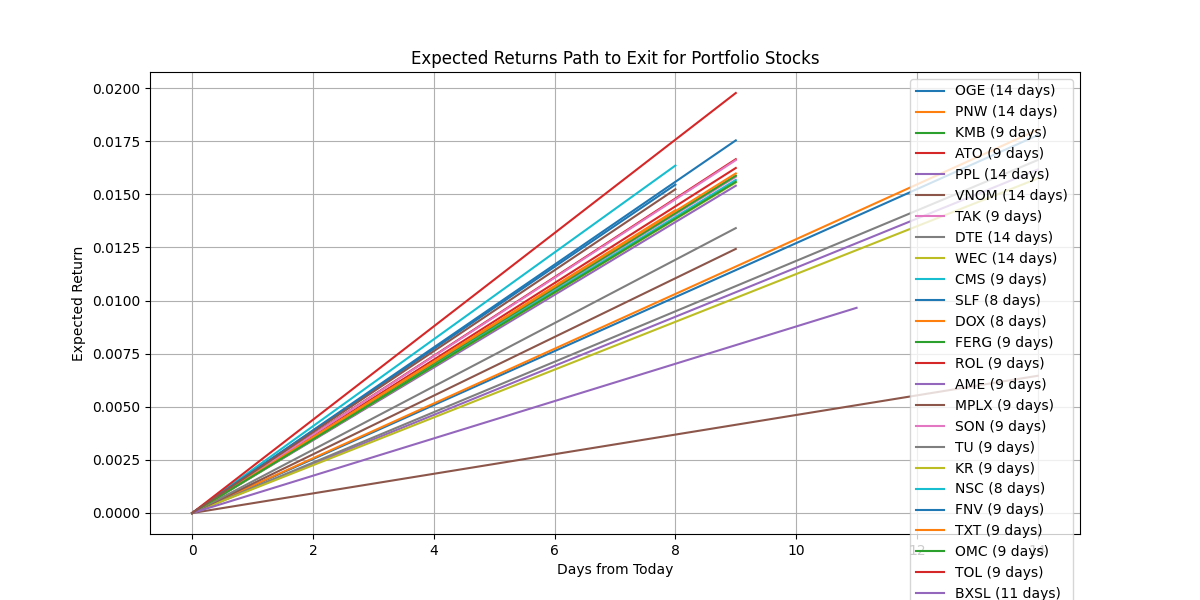 Expected Returns Path to Exit for Portfolio Stocks
Expected Return
0.0200
0.0175
0.0150
0.0125
0.0100
0.0075
0.0050
0.0025
0.0000
0
2
4
6
8
10
12
Days from Today
OGE (14 days)
PNW (14 days)
KMB (9 days)
ATO (9 days)
PPL (14 days)
VNOM (14 days)
TAK (9 days)
DTE (14 days)
WEC (14 days)
CMS (9 days)
SLF (8 days)
DOX (8 days)
FERG (9 days)
ROL (9 days)
AME (9 days)
MPLX (9 days)
SON (9 days)
TU (9 days)
KR (9 days)
NSC (8 days)
FNV (9 days)
TXT (9 days)
OMC (9 days)
TOL (9 days)
BXSL (11 days)